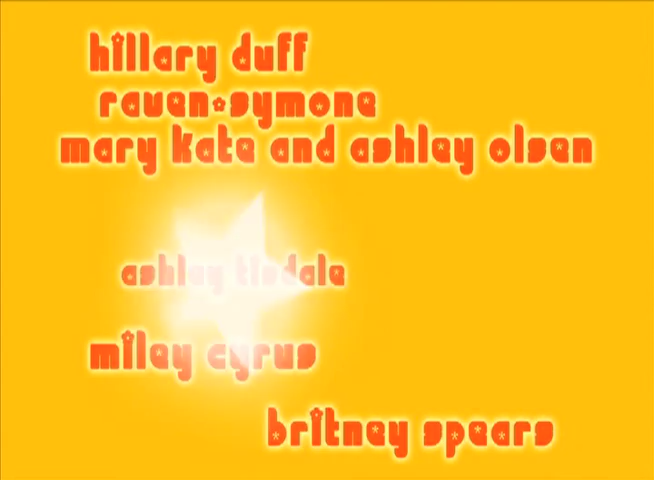 hillary duff
raven✿symone
mary kate and ashley olsen
ashley tisdale
miley cyrus
britney spears